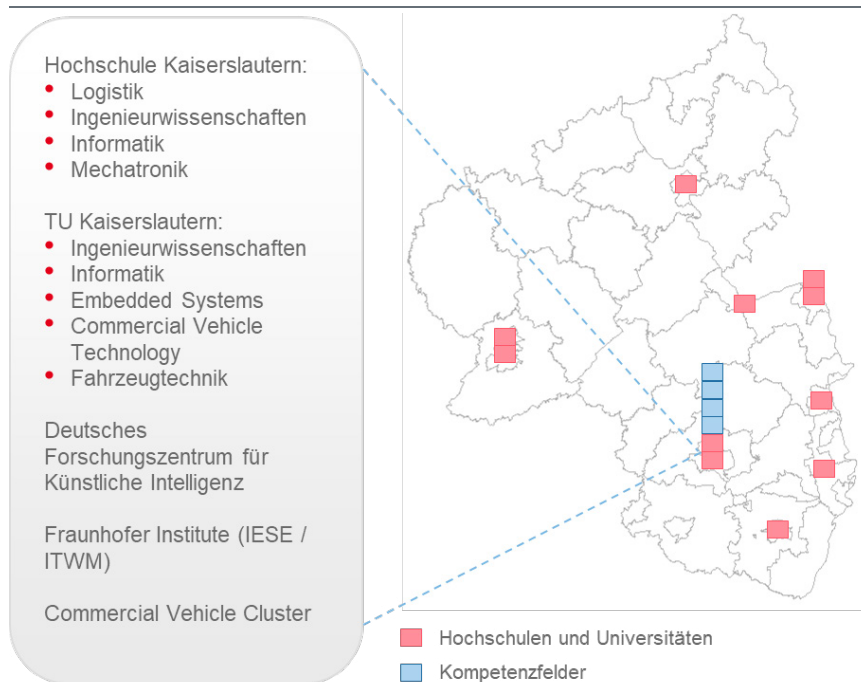 Hochschule Kaiserslautern:
• Logistik
• Ingenieurwissenschaften
• Informatik
• Mechatronik
TU Kaiserslautern:
• Ingenieurwissenschaften
• Informatik
• Embedded Systems
• Commercial Vehicle
Technology
• Fahrzeugtechnik
Deutsches
Forschungszentrum für
Künstliche Intelligenz
Fraunhofer Institute (IESE /
ITWM)
Commercial Vehicle Cluster
Hochschulen und Universitäten
Kompetenzfelder